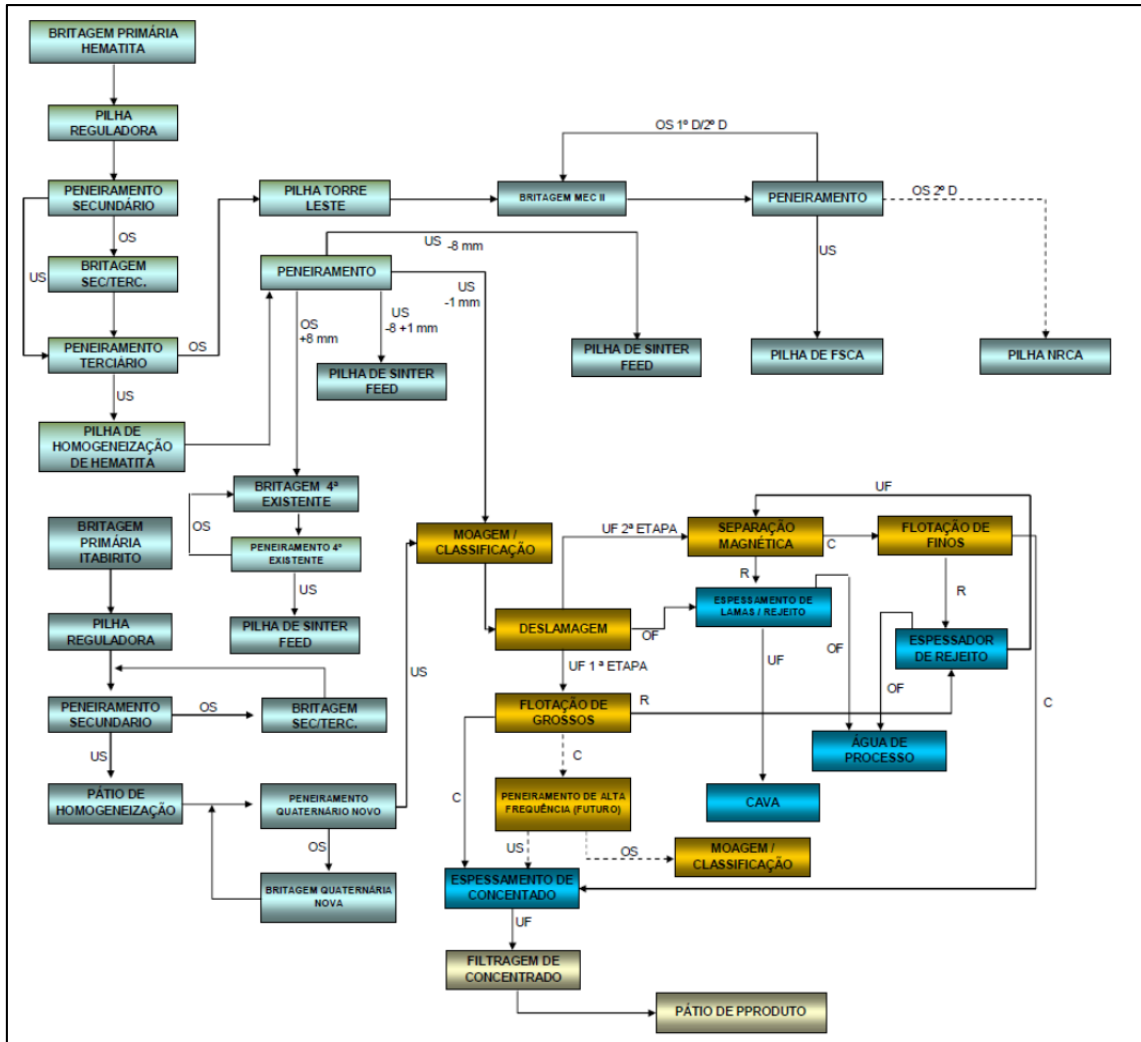 BRITAGEM PRIMÁRIA
HEMATITA
PILHA
REGULADORA
OS 1º D/2º D
PENEIRAMENTO
SECUNDÁRIO
PILHA TORRE
LESTE
BRITAGEM MEC II
PENEIRAMENTO
OS 2º D
OS
US
-8 mm
US
BRITAGEM
SEC/TERC.
US
PENEIRAMENTO
US
-1 mm
US
-8 +1 mm
OS
+8 mm
PENEIRAMENTO
TERCIÁRIO
OS
PILHA DE SINTER
FEED
PILHA DE FSCA
PILHA NRCA
PILHA DE SINTER
FEED
US
PILHA DE
HOMOGENEIZAÇÃO
DE HEMATITA
BRITAGEM 4ª
EXISTENTE
UF
BRITAGEM
PRIMÁRIA
ITABIRITO
OS
MOAGEM /
CLASSIFICAÇÃO
UF 2ª ETAPA
SEPARAÇÃO
MAGNÉTICA
C
FLOTAÇÃO DE
FINOS
PENEIRAMENTO 4ª
EXISTENTE
US
R
R
ESPESSAMENTO DE
LAMAS / REJEITO
PILHA
REGULADORA
PILHA DE SINTER
FEED
DESLAMAGEM
OF
ESPESSADOR
DE REJEITO
OF
UF
UF 1ª ETAPA
US
OF
PENEIRAMENTO
SECUNDARIO
OS
BRITAGEM
SEC/TERC.
FLOTAÇÃO DE
GROSSOS
R
C
ÁGUA DE
PROCESSO
US
C
PÁTIO DE
HOMOGENEIZAÇÃO
PENEIRAMENTO
QUATERNÁRIO NOVO
C
PENEIRAMENTO DE ALTA
FREQUÊNCIA (FUTURO)
CAVA
OS
US
OS
MOAGEM /
CLASSIFICAÇÃO
BRITAGEM QUATERNÁRIA
NOVA
ESPESSAMENTO DE
CONCENTADO
UF
FILTRAGEM DE
CONCENTRADO
PÁTIO DE PPRODUTO